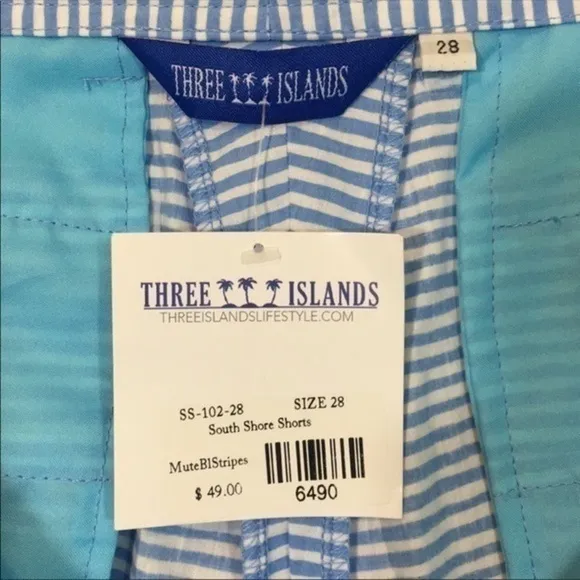 THREE ISLANDS
28
THREE ISLANDS
THREEISLANDSLIFESTYLE.COM
SS-102-28 SIZE 28
South Shore Shorts
MuteBlStripes
$ 49.00
6490